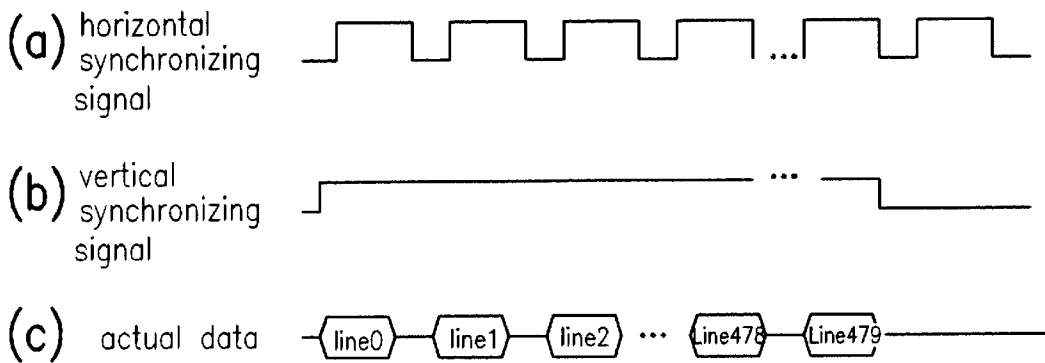 (a) horizontal
synchronizing
signal
...
(b) vertical
synchronizing
signal
...
(c) actual data line0 line1 line2 ... Line478 Line479